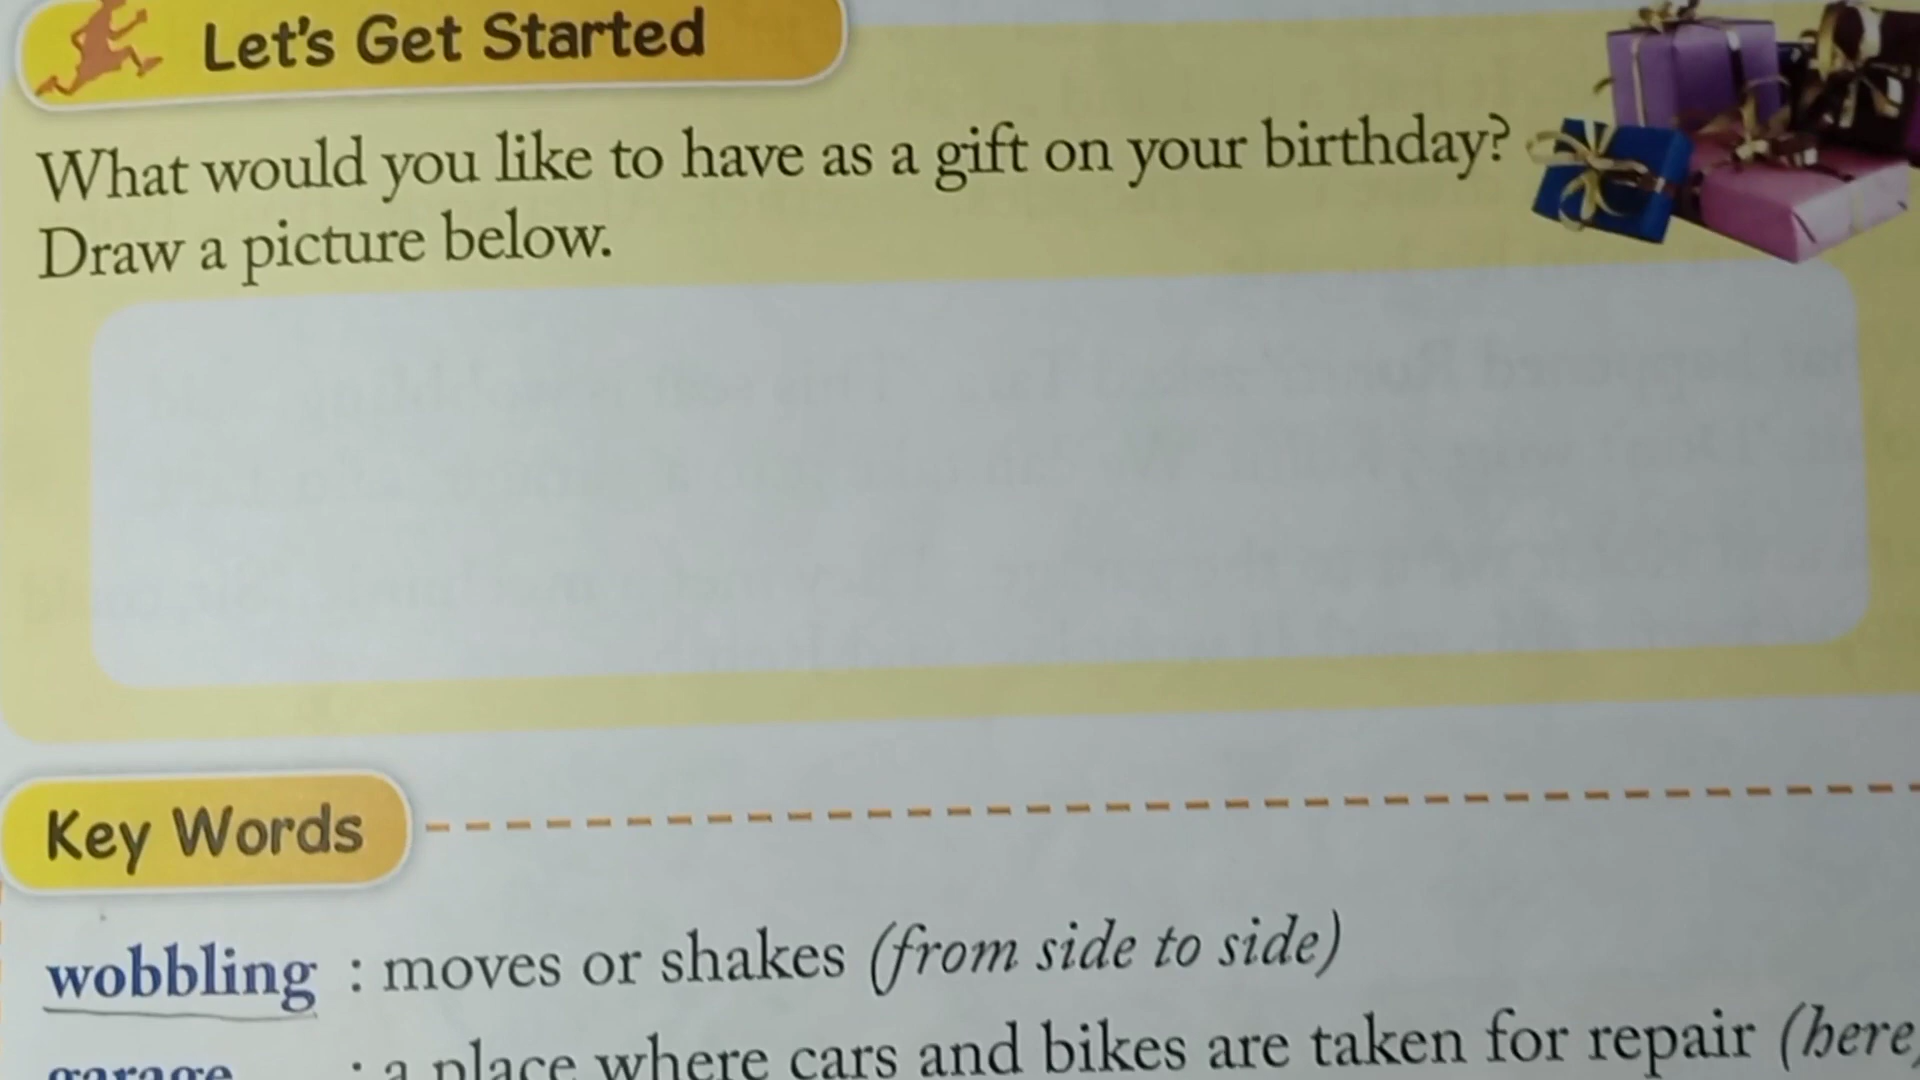 Let's Get Started
What would you like to have as a gift on your birthday?
Draw a picture below.
Key Words
wobbling : moves or shakes (from side to side)
garage : a place where cars and bikes are taken for repair (here,